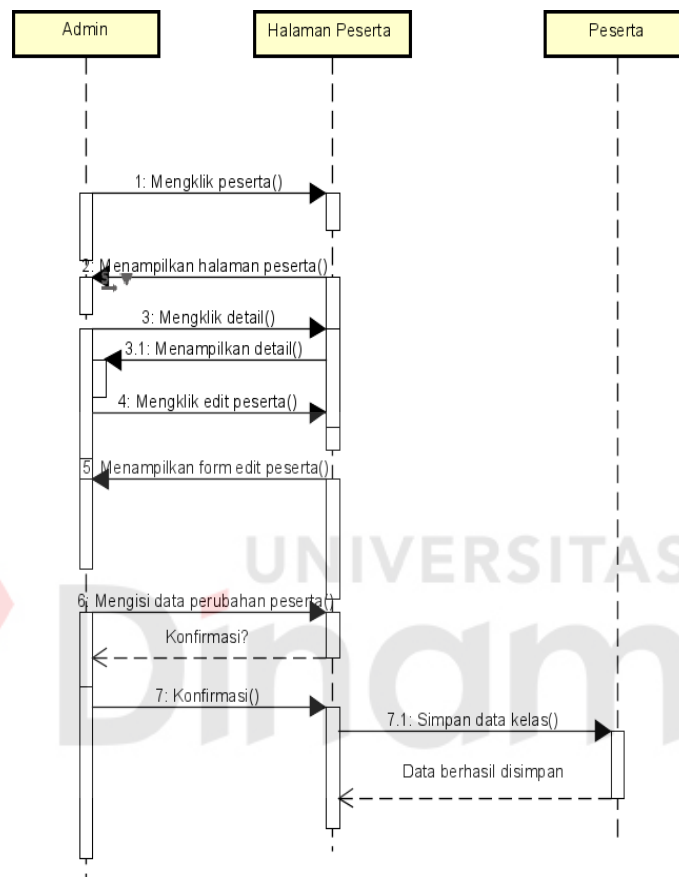 Admin
Halaman Peserta
Peserta
1: Mengklik peserta()
2: Menampilkan halaman peserta()
3: Mengklik detail()
3.1: Menampilkan detail()
4: Mengklik edit peserta()
5: Menampilkan form edit peserta()
UNIVERSITAS
Dinam
6: Mengisi data perubahan peserta()
Konfirmasi?
7: Konfirmasi()
7.1: Simpan data kelas()
Data berhasil disimpan